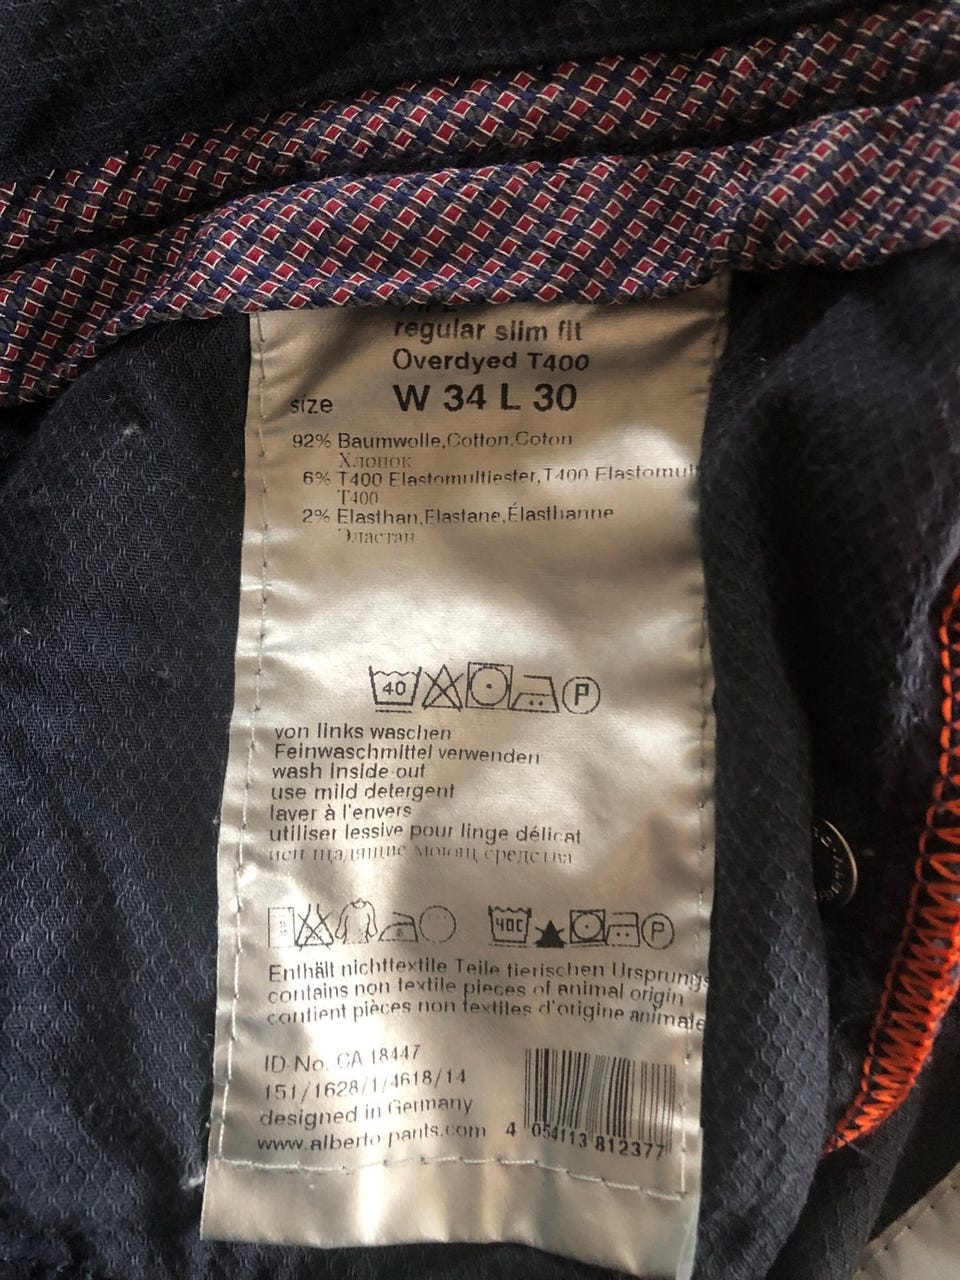 regular slim fit
Overdyed T400
size W 34 L 30
92% Baumwolle,Cotton,Coton
Хлопок
6% T400 Elastomultiester,T400 Elastomult
T400
2% Elasthan,Elastane,Élasthanne
Эластан
40
P
von links waschen
Feinwaschmittel verwenden
wash inside out
use mild detergent
laver à l'envers
utiliser lessive pour linge délicat
щадящие моющ средства
40C
P
Enthält nichttextile Teile tierischen Ursprungs
contains non textile pieces of animal origin
contient pièces non textiles d'origine animale
ID-No. CA 18447
151/1628/1/4618/14
designed in Germany
www.alberto-pants.com
4 054113 812377